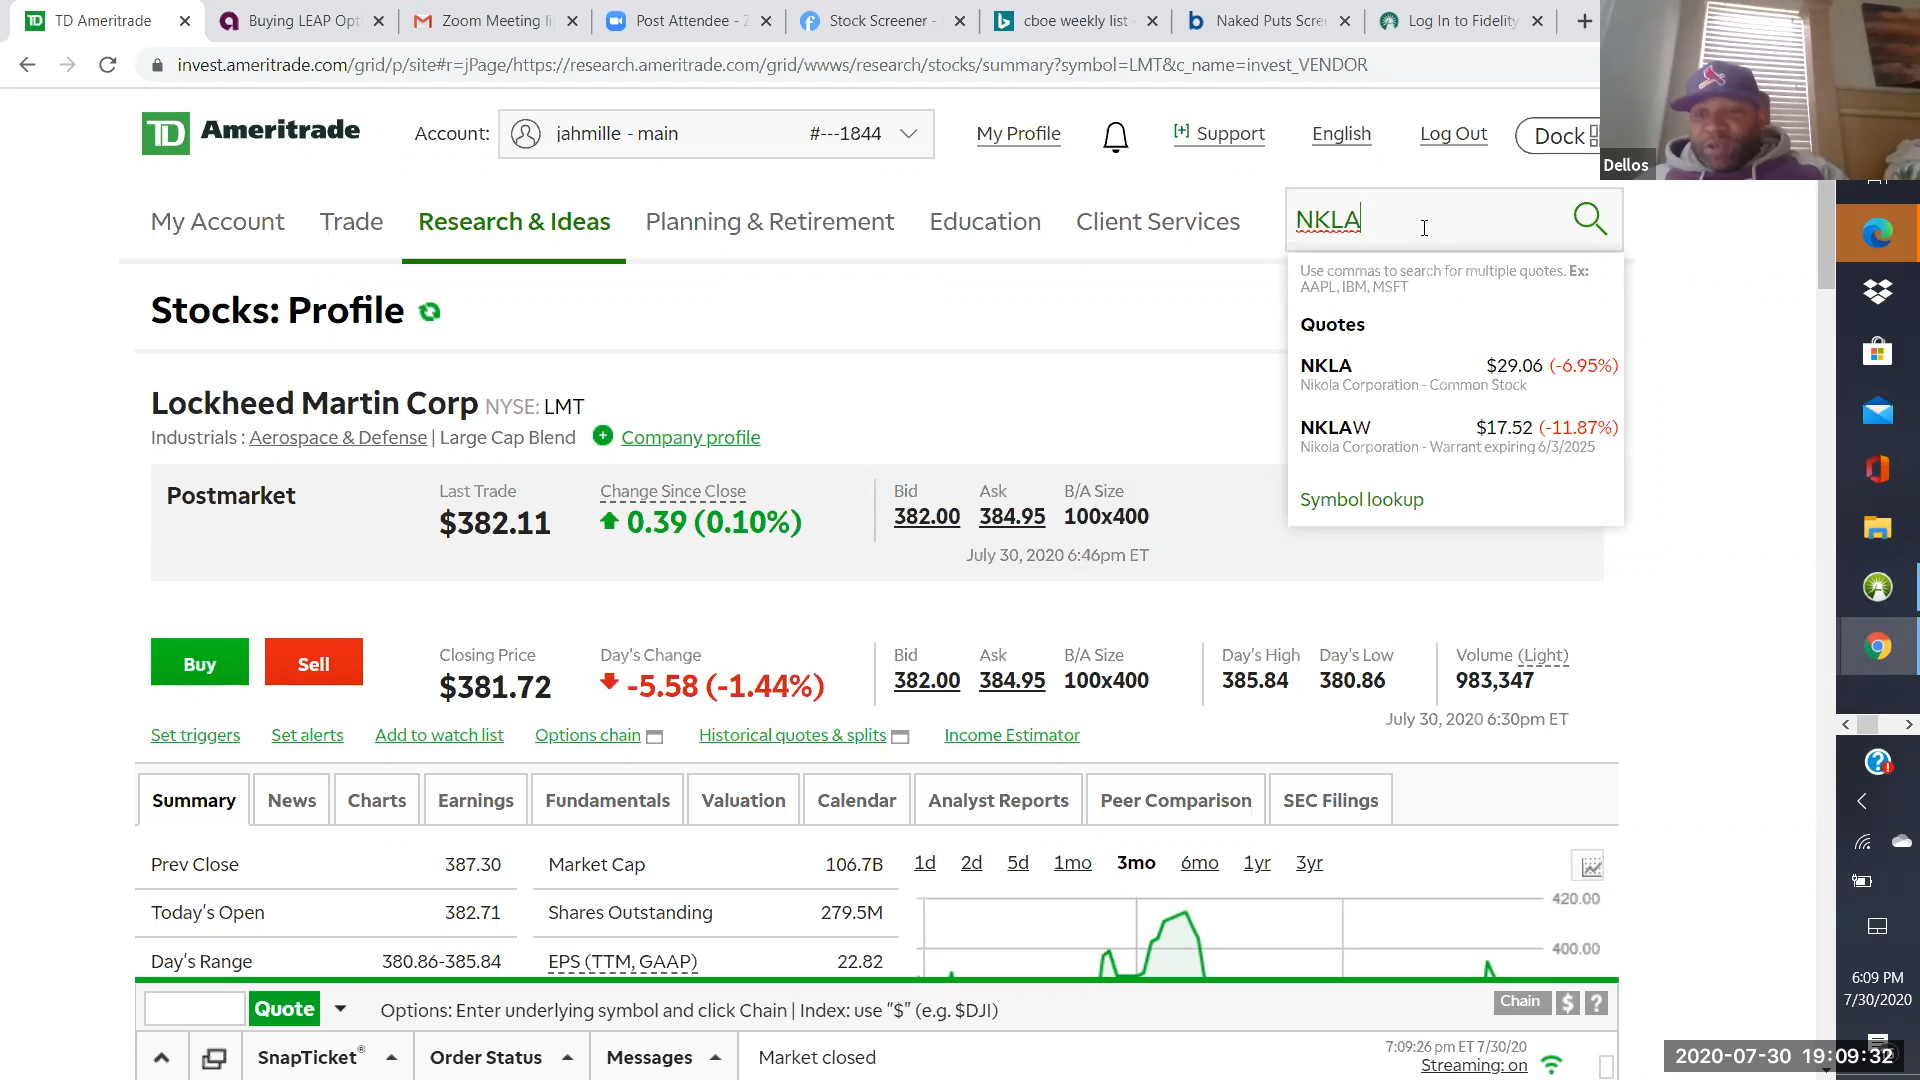 TD Ameritrade
Buying LEAP Opt
Zoom Meeting li
Post Attendee - Z
Stock Screener -
cboe weekly list -
Naked Puts Scre
Log In to Fidelity
invest.ameritrade.com/grid/p/site#r=jPage/https://research.ameritrade.com/grid/wwws/research/stocks/summary?symbol=LMT&c_name=invest_VENDOR
TD Ameritrade
Account:
jahmille - main #---1844
My Profile
[+] Support
English
Log Out
Dock
Dellos
My Account
Trade
Research & Ideas
Planning & Retirement
Education
Client Services
NKLA
Use commas to search for multiple quotes. Ex:
AAPL, IBM, MSFT
Quotes
NKLA $29.06 (-6.95%)
Nikola Corporation - Common Stock
NKLAW $17.52 (-11.87%)
Nikola Corporation - Warrant expiring 6/3/2025
Symbol lookup
Stocks: Profile
Lockheed Martin Corp NYSE: LMT
Industrials : Aerospace & Defense | Large Cap Blend Company profile
Postmarket
Last Trade Change Since Close Bid Ask B/A Size
$382.11 0.39 (0.10%) 382.00 384.95 100x400
July 30, 2020 6:46pm ET
Buy
Sell
Closing Price Day's Change Bid Ask B/A Size Day's High Day's Low Volume (Light)
$381.72 -5.58 (-1.44%) 382.00 384.95 100x400 385.84 380.86 983,347
July 30, 2020 6:30pm ET
Set triggers Set alerts Add to watch list Options chain Historical quotes & splits Income Estimator
Summary News Charts Earnings Fundamentals Valuation Calendar Analyst Reports Peer Comparison SEC Filings
Prev Close 387.30 Market Cap 106.7B
Today's Open 382.71 Shares Outstanding 279.5M
Day's Range 380.86-385.84 EPS (TTM, GAAP) 22.82
1d 2d 5d 1mo 3mo 6mo 1yr 3yr
420.00
400.00
Quote Options: Enter underlying symbol and click Chain | Index: use "$" (e.g. $DJI) Chain $ ?
SnapTicket® Order Status Messages Market closed
7:09:26 pm ET 7/30/20
Streaming: on
6:09 PM
7/30/2020
2020-07-30 19:09:32